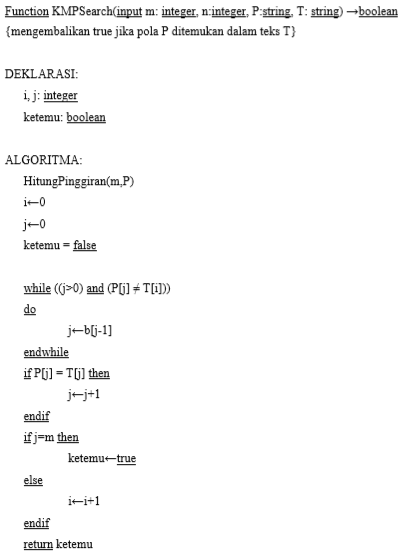 Function KMPSearch(input m: integer, n:integer, P:string, T: string) →boolean
{mengembalikan true jika pola P ditemukan dalam teks T}
DEKLARASI:
i, j: integer
ketemu: boolean
ALGORITMA:
HitungPinggiran(m,P)
i←0
j←0
ketemu = false
while ((j>0) and (P[j] ≠ T[i]))
do
j←b[j-1]
endwhile
if P[j] = T[j] then
j←j+1
endif
if j=m then
ketemu←true
else
i←i+1
endif
return ketemu